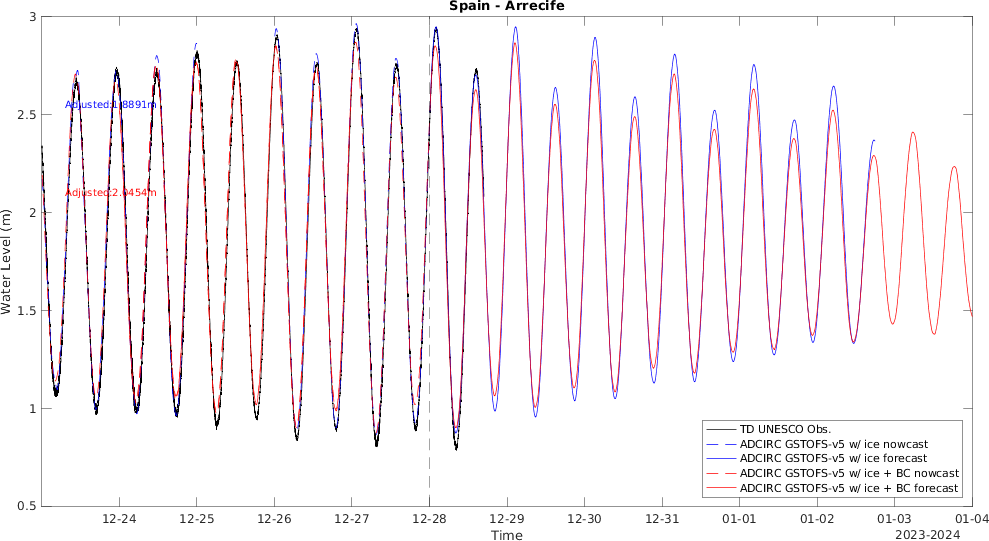 Spain - Arrecife
3
2.5
2
1.5
1
0.5
Water Level (m)
Adjusted:1.8891m
Adjusted:2.0454m
TD UNESCO Obs.
ADCIRC GSTOFS-v5 w/ ice nowcast
ADCIRC GSTOFS-v5 w/ ice forecast
ADCIRC GSTOFS-v5 w/ ice + BC nowcast
ADCIRC GSTOFS-v5 w/ ice + BC forecast
12-24 12-25 12-26 12-27 12-28 12-29 12-30 12-31 01-01 01-02 01-03 01-04
Time
2023-2024